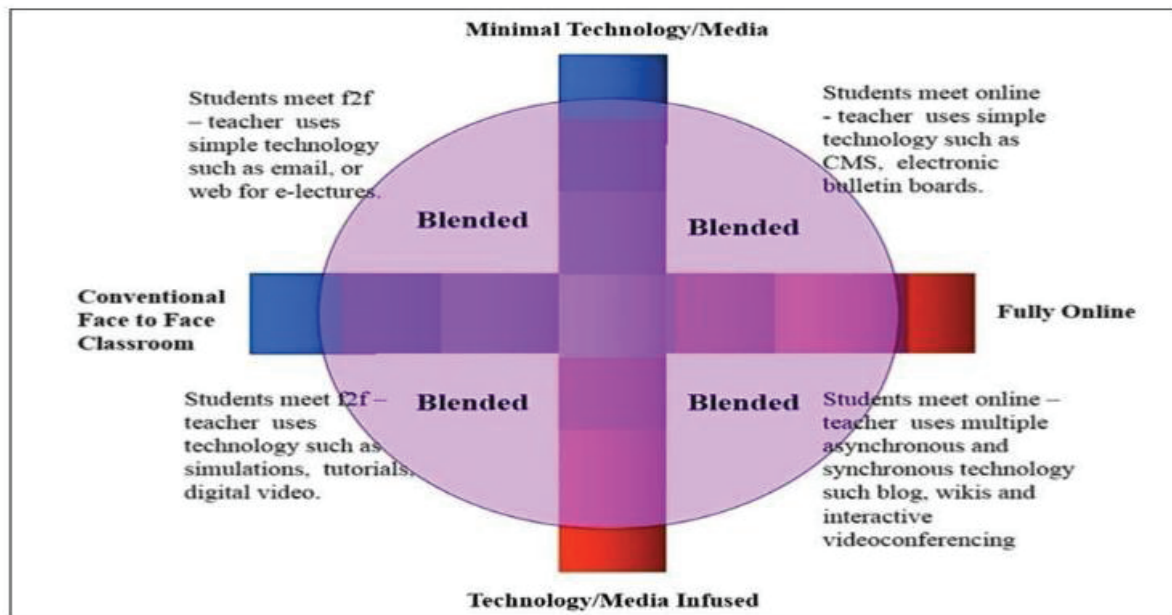 Minimal Technology/Media
Students meet f2f
– teacher uses
simple technology
such as email, or
web for e-lectures.
Students meet online
- teacher uses simple
technology such as
CMS, electronic
bulletin boards.
Blended
Blended
Conventional
Face to Face
Classroom
Fully Online
Blended
Blended
Students meet f2f –
teacher uses
technology such as
simulations, tutorials,
digital video.
Students meet online –
teacher uses multiple
asynchronous and
synchronous technology
such blog, wikis and
interactive
videoconferencing
Technology/Media Infused